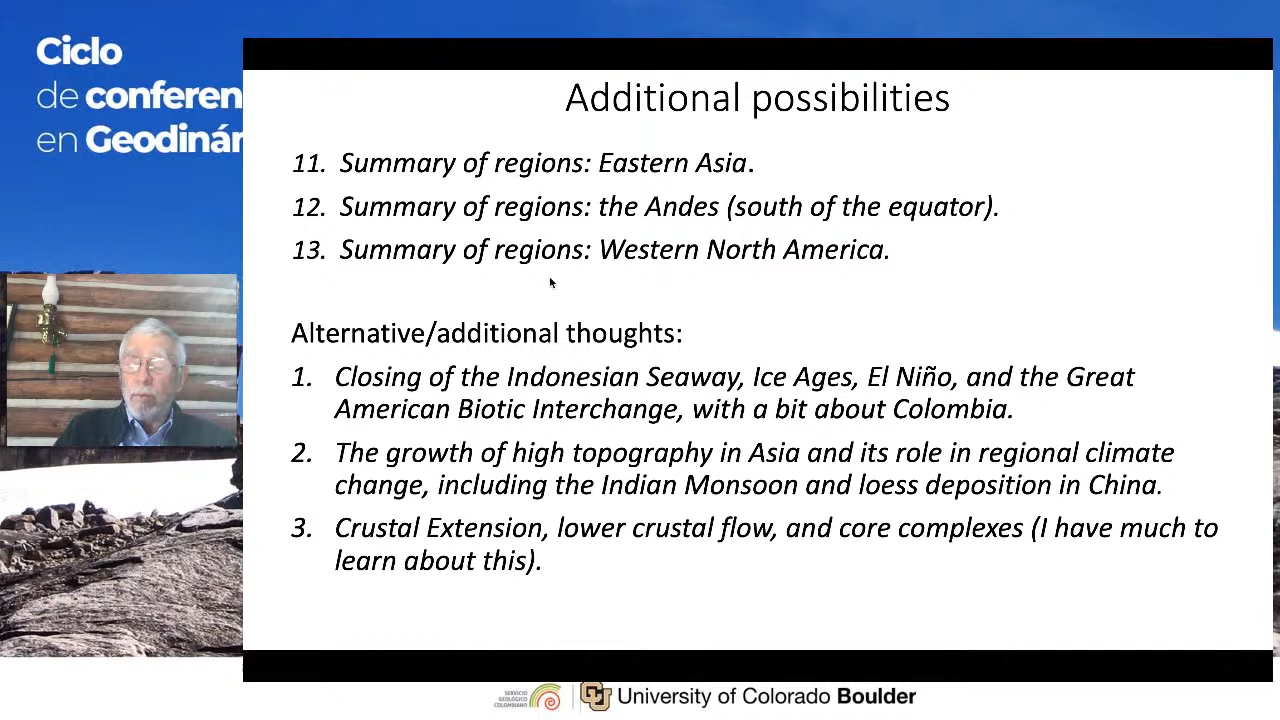 Ciclo
de conferen
en Geodinár
Additional possibilities
11. Summary of regions: Eastern Asia.
12. Summary of regions: the Andes (south of the equator).
13. Summary of regions: Western North America.
Alternative/additional thoughts:
1. Closing of the Indonesian Seaway, Ice Ages, El Niño, and the Great
American Biotic Interchange, with a bit about Colombia.
2. The growth of high topography in Asia and its role in regional climate
change, including the Indian Monsoon and loess deposition in China.
3. Crustal Extension, lower crustal flow, and core complexes (I have much to
learn about this).
SERVICIO
GEOLÓGICO
COLOMBIANO
CU
University of Colorado Boulder